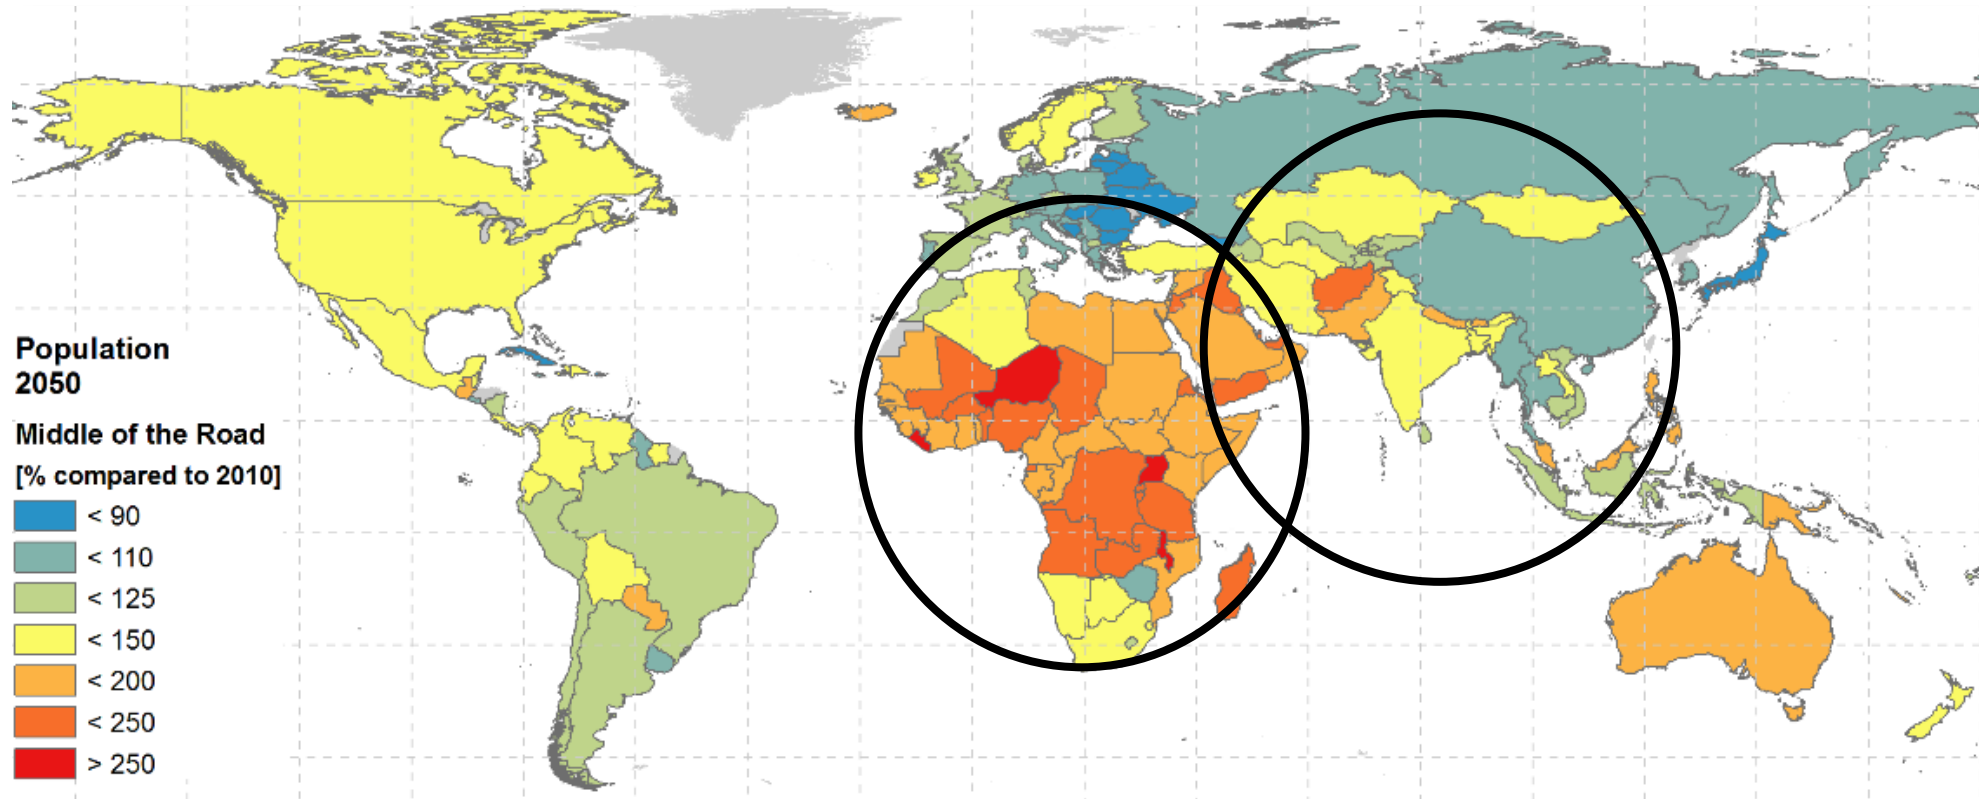 Population
2050
Middle of the Road
[% compared to 2010]
< 90
< 110
< 125
< 150
< 200
< 250
> 250